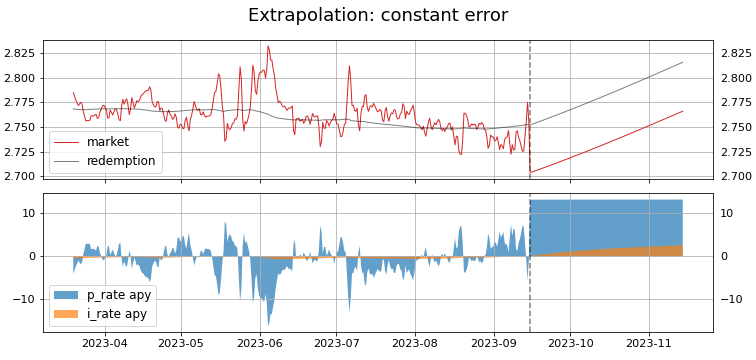 Extrapolation: constant error
2.825 2.825
2.800 2.800
2.775 2.775
2.750 2.750
2.725 2.725
2.700 2.700
market
redemption
10 10
0 0
−10 −10
p_rate apy
i_rate apy
2023-04 2023-05 2023-06 2023-07 2023-08 2023-09 2023-10 2023-11